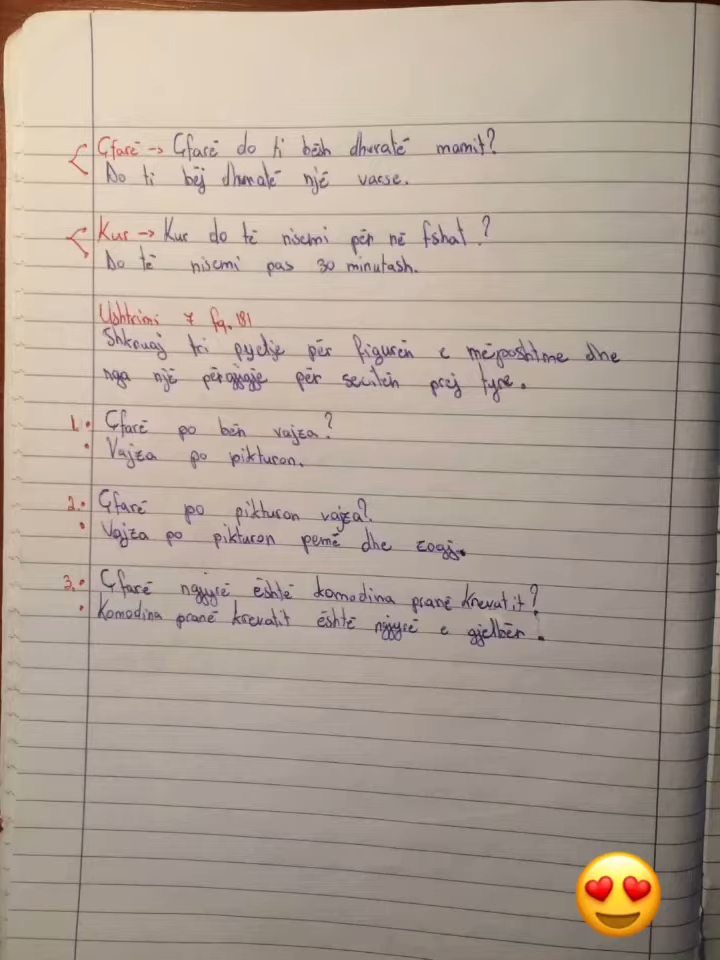 Çfarë → Çfarë do ti bësh dhuratë mamit?
Do ti bëj dhuratë një varse.
Kur → Kur do të nisemi për në fshat?
Do të nisemi pas 30 minutash.
Ushtrimi 7 fq. 181
Shkruaj tri pyetje për figurën e mëposhtme dhe
nga një përgjigje për secilën prej tyre.
1. Çfarë po bën vajza?
Vajza po pikturon.
2. Çfarë po pikturon vajza?
Vajza po pikturon pemë dhe zogj.
3. Çfarë ngjyrë është komodina pranë krevatit?
Komodina pranë krevatit është ngjyrë e gjelbër.